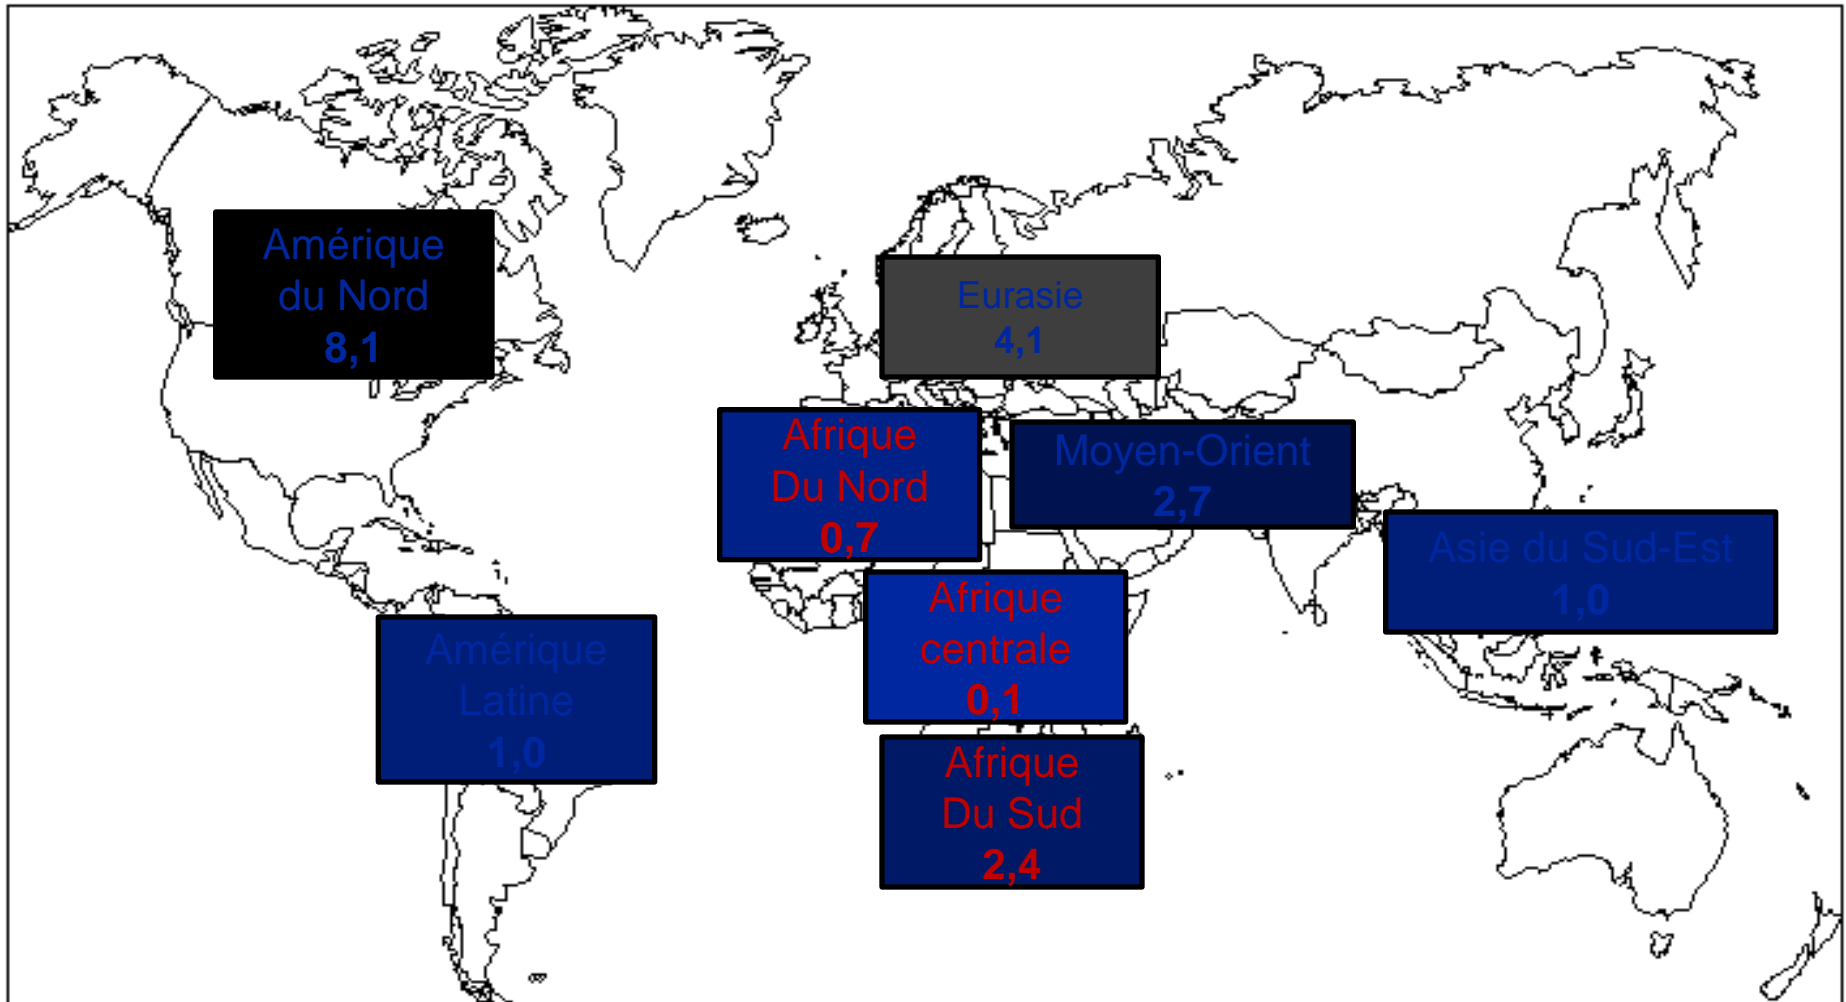 Amérique
du Nord
8,1
Eurasie
4,1
Afrique
Du Nord
0,7
Moyen-Orient
2,7
Asie du Sud-Est
1,0
Afrique
centrale
0,1
Amérique
Latine
1,0
Afrique
Du Sud
2,4